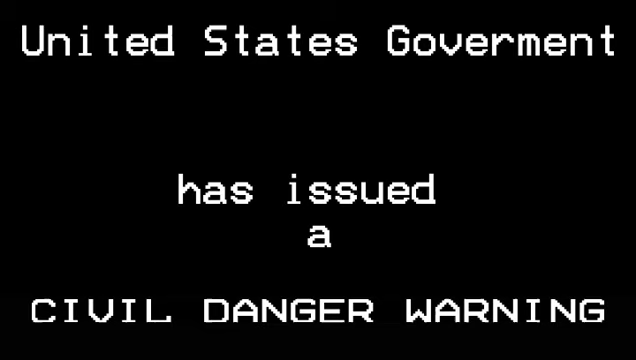 United States Goverment
has issued
a
CIVIL DANGER WARNING